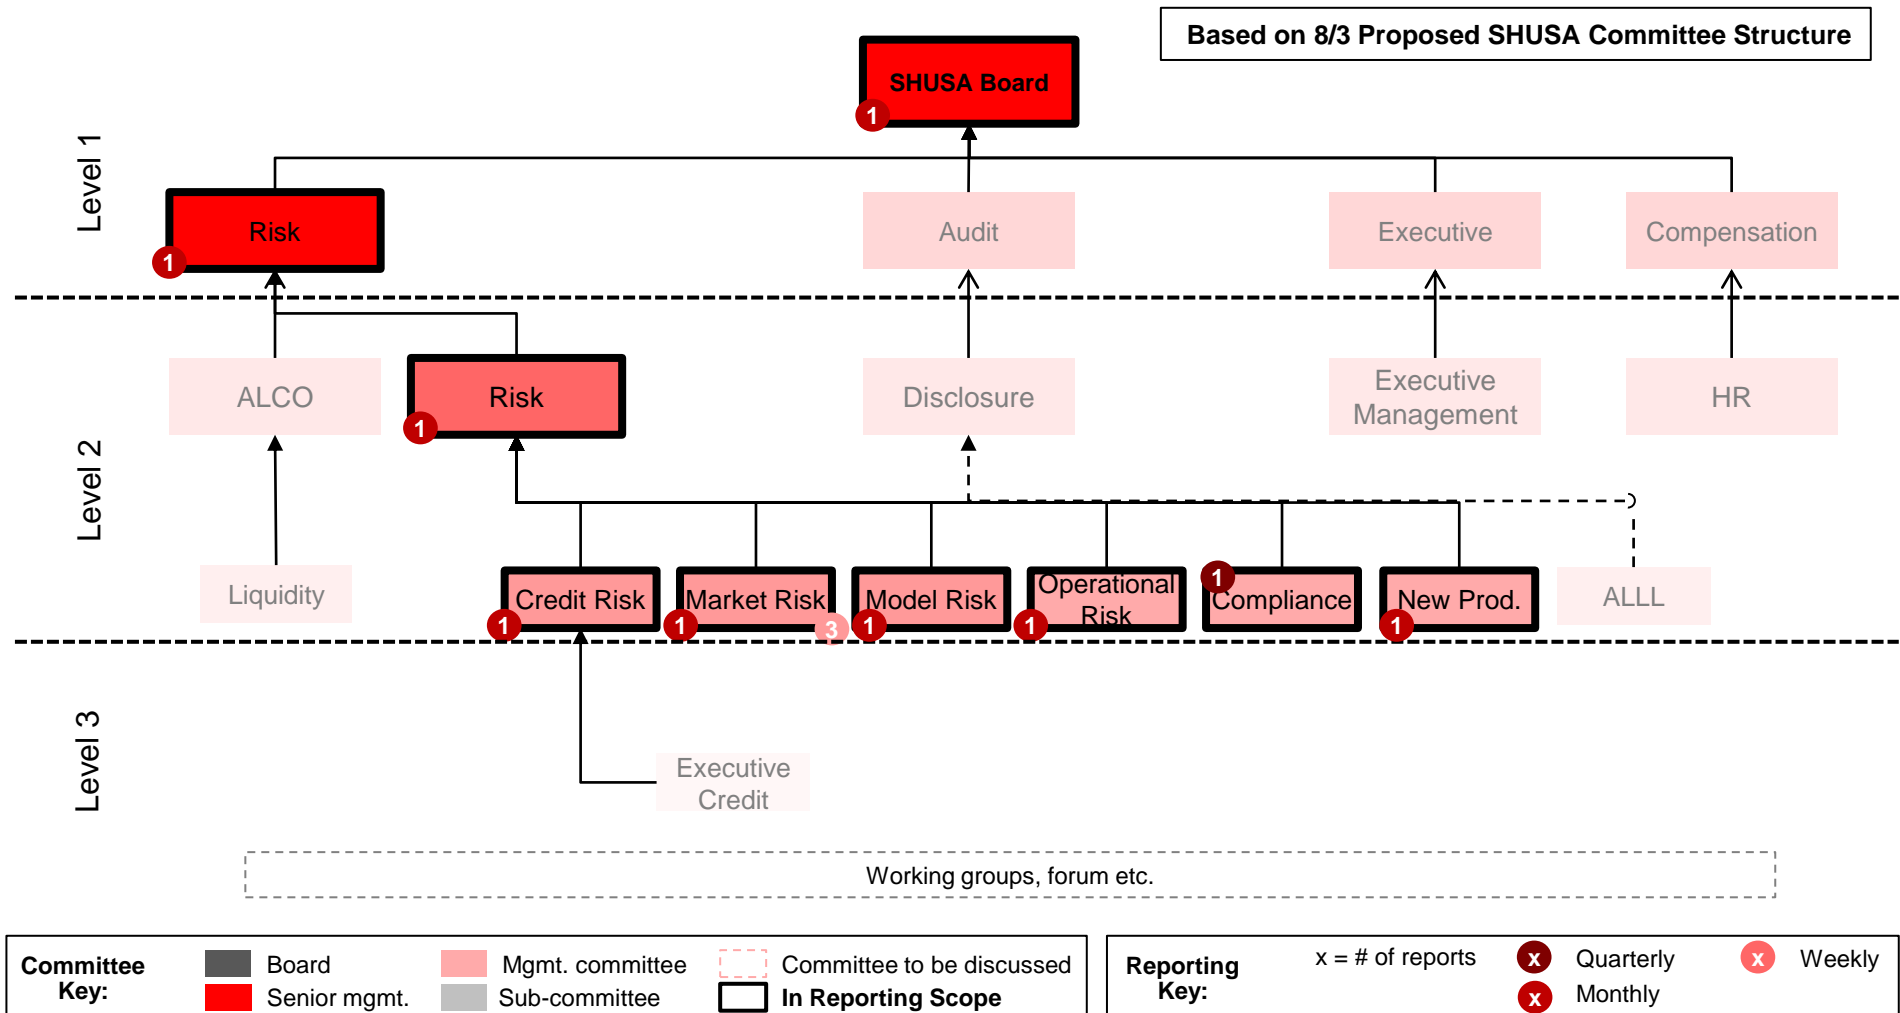 Based on 8/3 Proposed SHUSA Committee Structure
SHUSA Board
1
Level 1
Risk
1
Audit
Executive
Compensation
Level 2
ALCO
Risk
1
Disclosure
Executive
Management
HR
Liquidity
Credit Risk
1
Market Risk
1
3
Model Risk
1
Operational
Risk
1
1
Compliance
New Prod.
1
ALLL
Level 3
Executive
Credit
Working groups, forum etc.
Committee
Key:
Board
Senior mgmt.
Mgmt. committee
Sub-committee
Committee to be discussed
In Reporting Scope
Reporting
Key:
x = # of reports
x
Quarterly
x
Monthly
x
Weekly